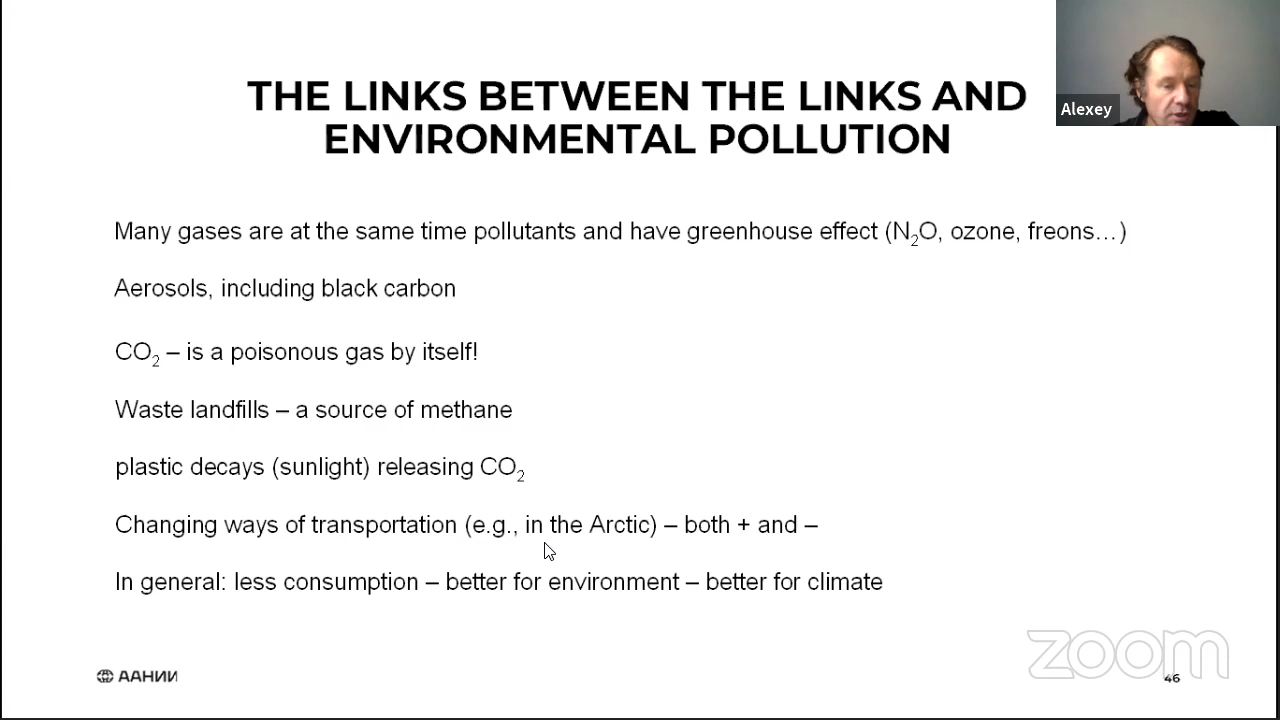 Alexey
THE LINKS BETWEEN THE LINKS AND
ENVIRONMENTAL POLLUTION
Many gases are at the same time pollutants and have greenhouse effect (N₂O, ozone, freons…)
Aerosols, including black carbon
CO₂ – is a poisonous gas by itself!
Waste landfills – a source of methane
plastic decays (sunlight) releasing CO₂
Changing ways of transportation (e.g., in the Arctic) – both + and –
In general: less consumption – better for environment – better for climate
ААНИИ
zoom
46